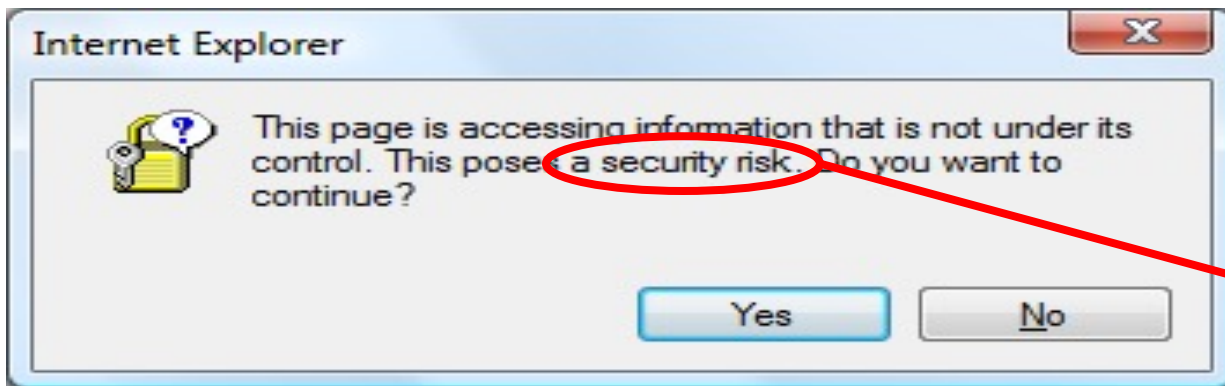 Internet Explorer
?
This page is accessing information that is not under its
control. This poses a security risk. Do you want to
continue?
Yes
No